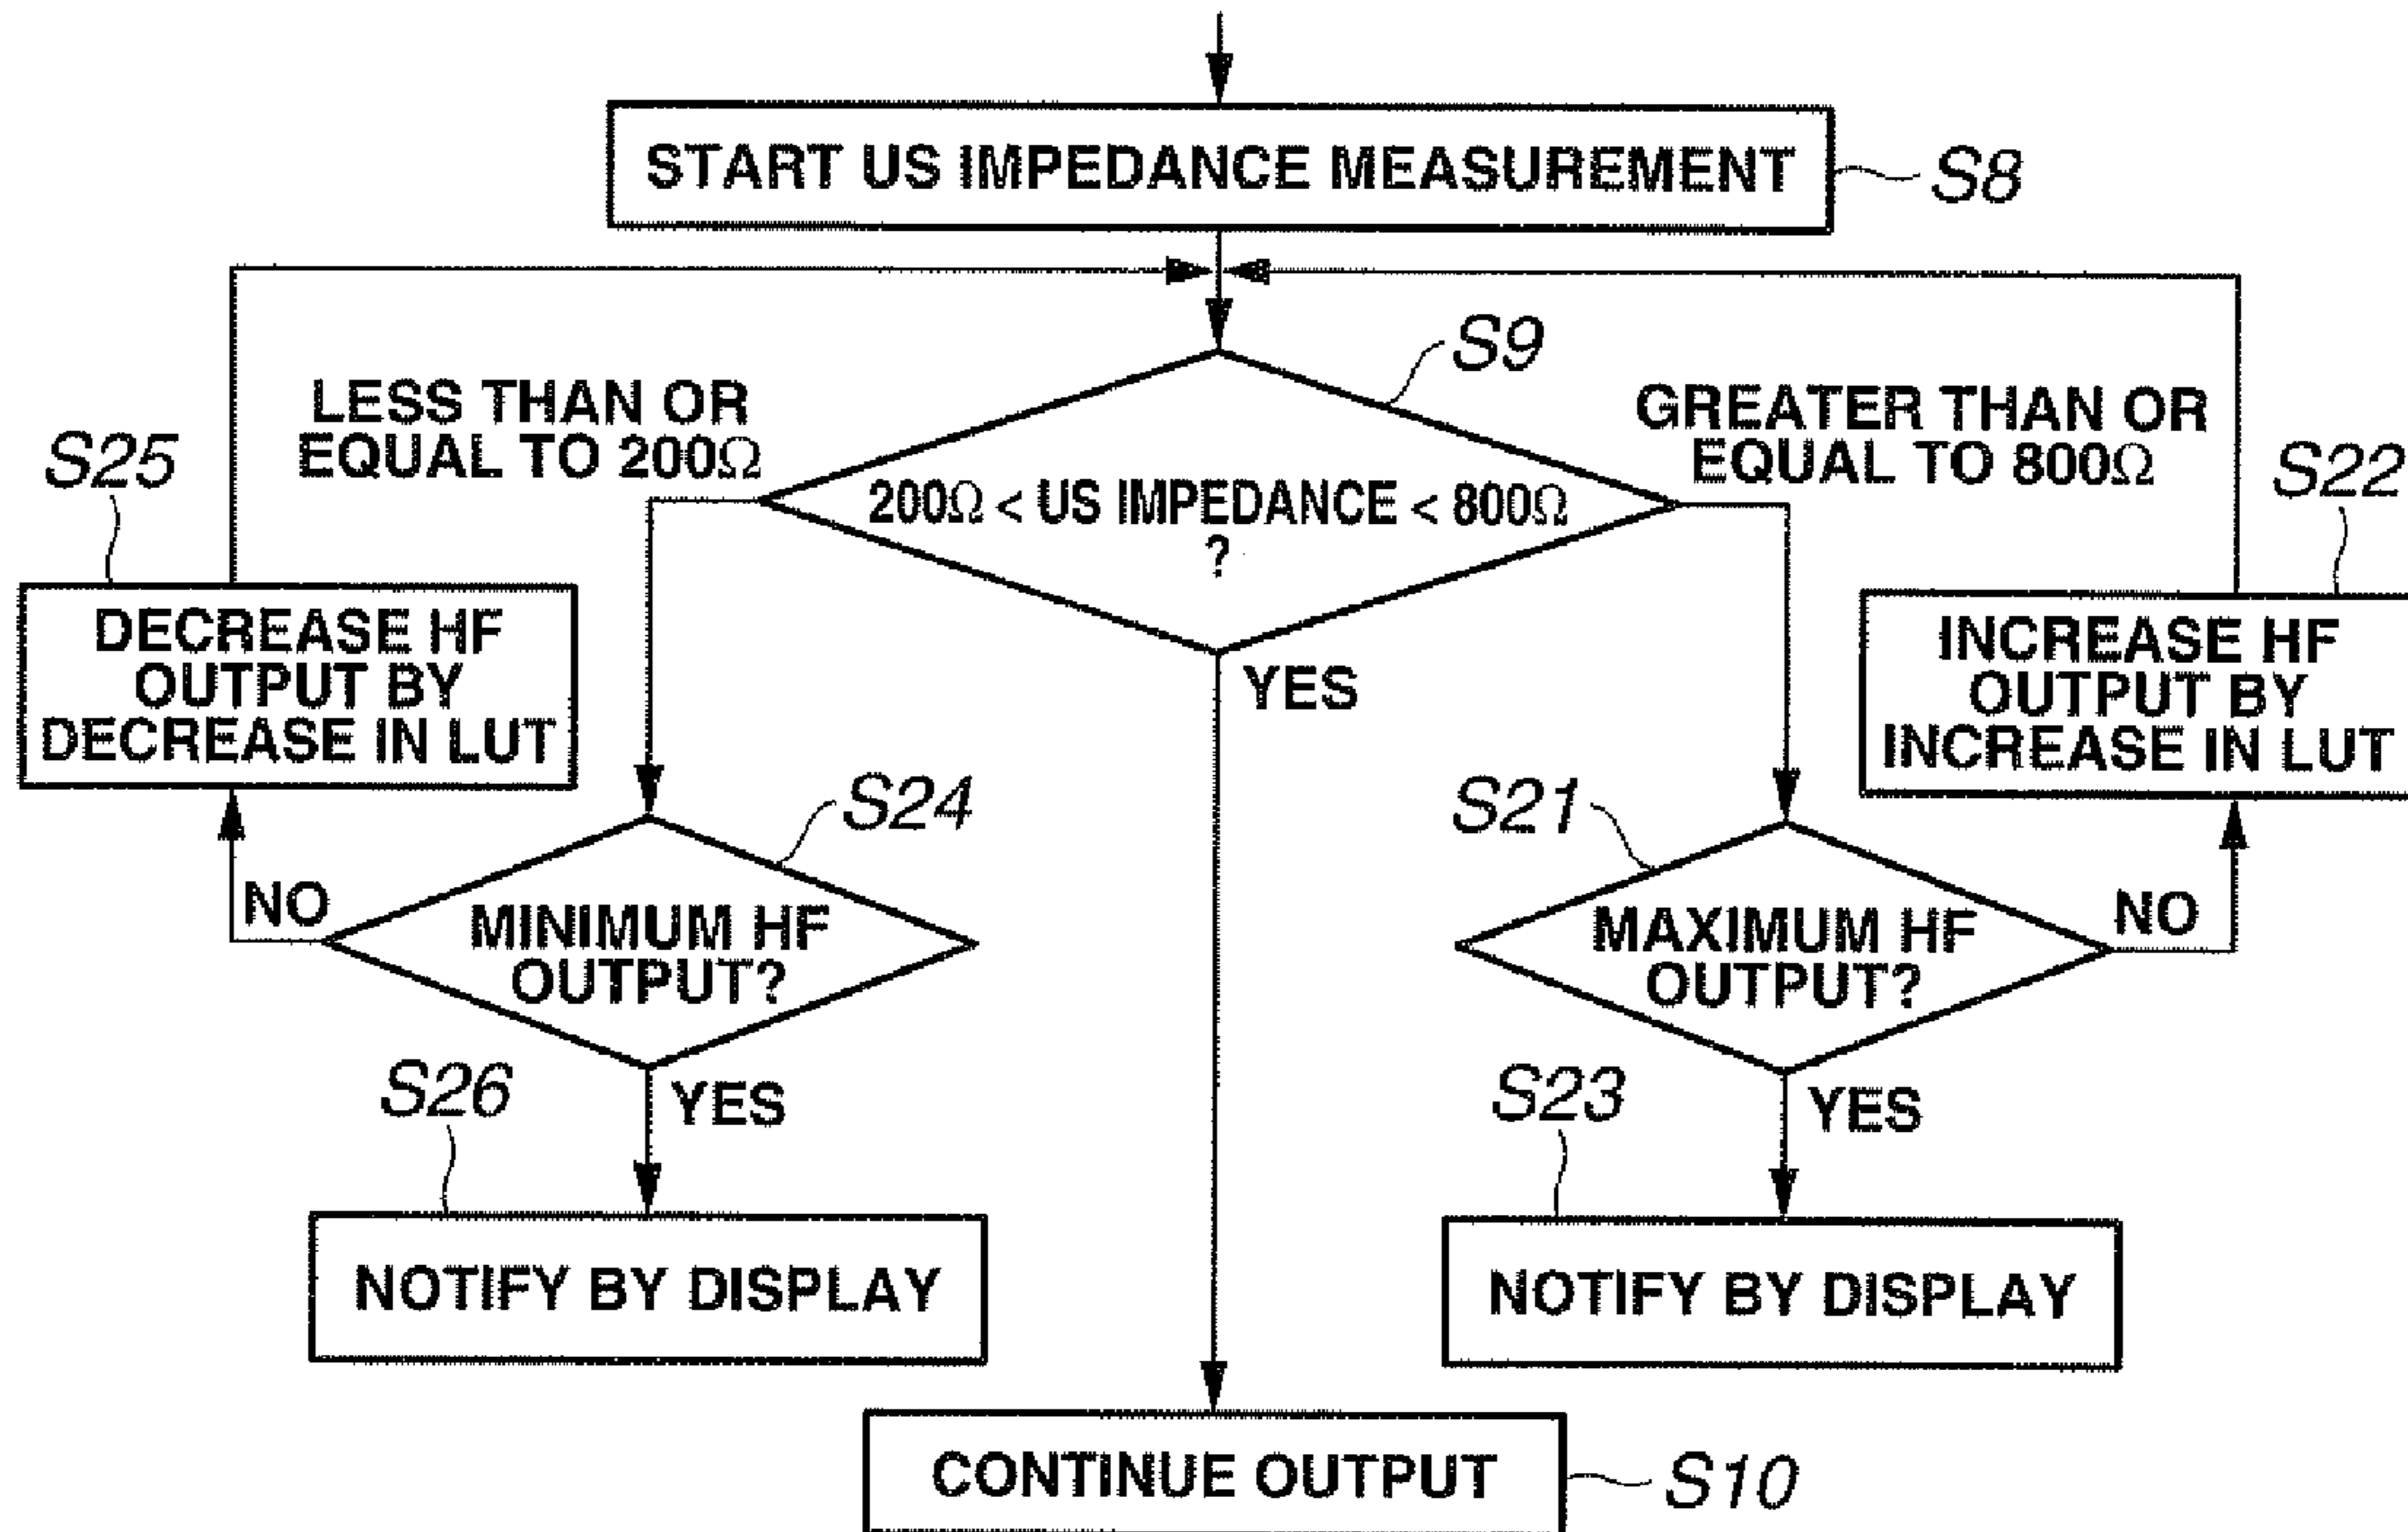 START US IMPEDANCE MEASUREMENT
S8
S9
LESS THAN OR
EQUAL TO 200Ω
GREATER THAN OR
EQUAL TO 800Ω
S25
S22
200Ω < US IMPEDANCE < 800Ω
?
DECREASE HF
OUTPUT BY
DECREASE IN LUT
YES
INCREASE HF
OUTPUT BY
INCREASE IN LUT
S24
S21
NO
MINIMUM HF
OUTPUT?
MAXIMUM HF
OUTPUT?
NO
S26
YES
S23
YES
NOTIFY BY DISPLAY
NOTIFY BY DISPLAY
CONTINUE OUTPUT
S10